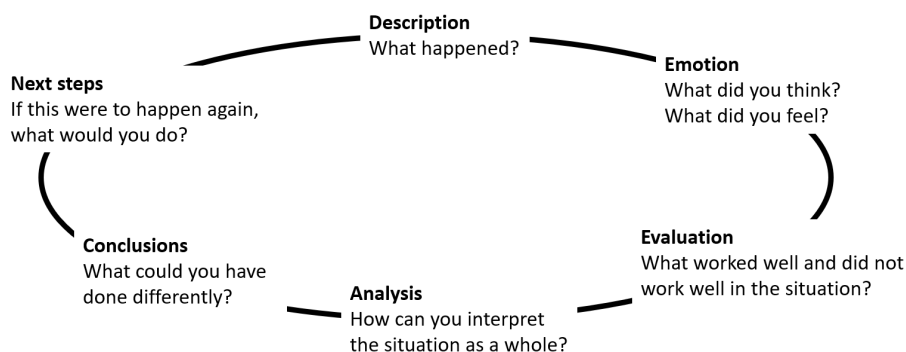 Description
What happened?
Emotion
What did you think?
What did you feel?
Evaluation
What worked well and did not
work well in the situation?
Analysis
How can you interpret
the situation as a whole?
Conclusions
What could you have
done differently?
Next steps
If this were to happen again,
what would you do?